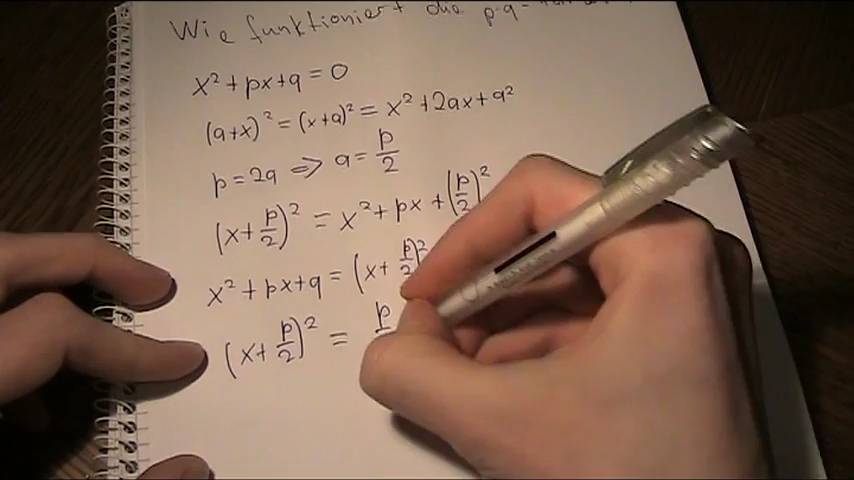 Wie funktioniert die p-q-
x² + px + q = 0
(a+x)² = (x+a)² = x² + 2ax + a²
p = 2a ⇒ a = p/2
(x + p/2)² = x² + px + (p/2)²
x² + px + q = (x + p/2)²
(x + p/2)² = p